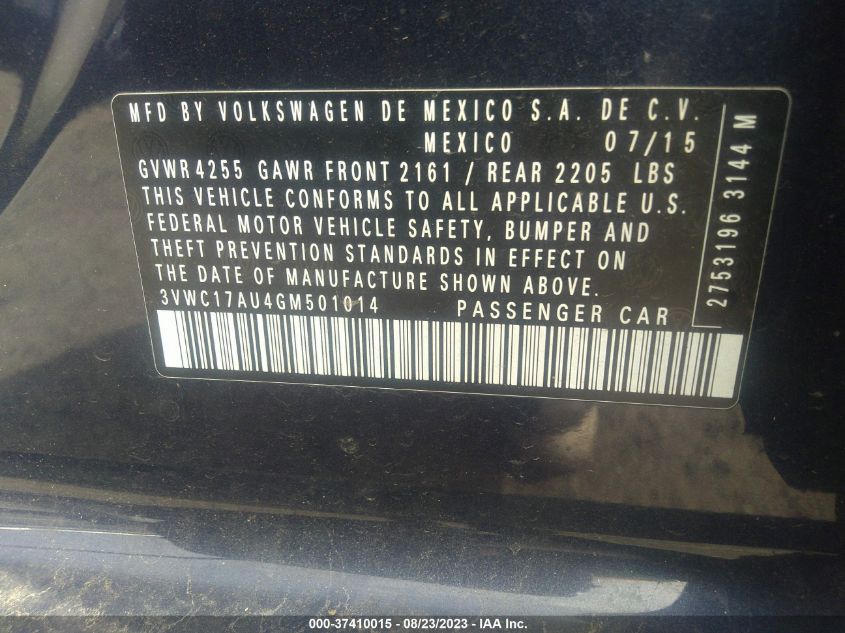 MFD BY VOLKSWAGEN DE MEXICO S.A. DE C.V.
MEXICO 07/15
GVWR 4255 GAWR FRONT 2161 / REAR 2205 LBS
THIS VEHICLE CONFORMS TO ALL APPLICABLE U.S.
FEDERAL MOTOR VEHICLE SAFETY, BUMPER AND
THEFT PREVENTION STANDARDS IN EFFECT ON
THE DATE OF MANUFACTURE SHOWN ABOVE.
3VWC17AU4GM501014 PASSENGER CAR
2753196 3144 M
000-37410015 - 08/23/2023 - IAA Inc.